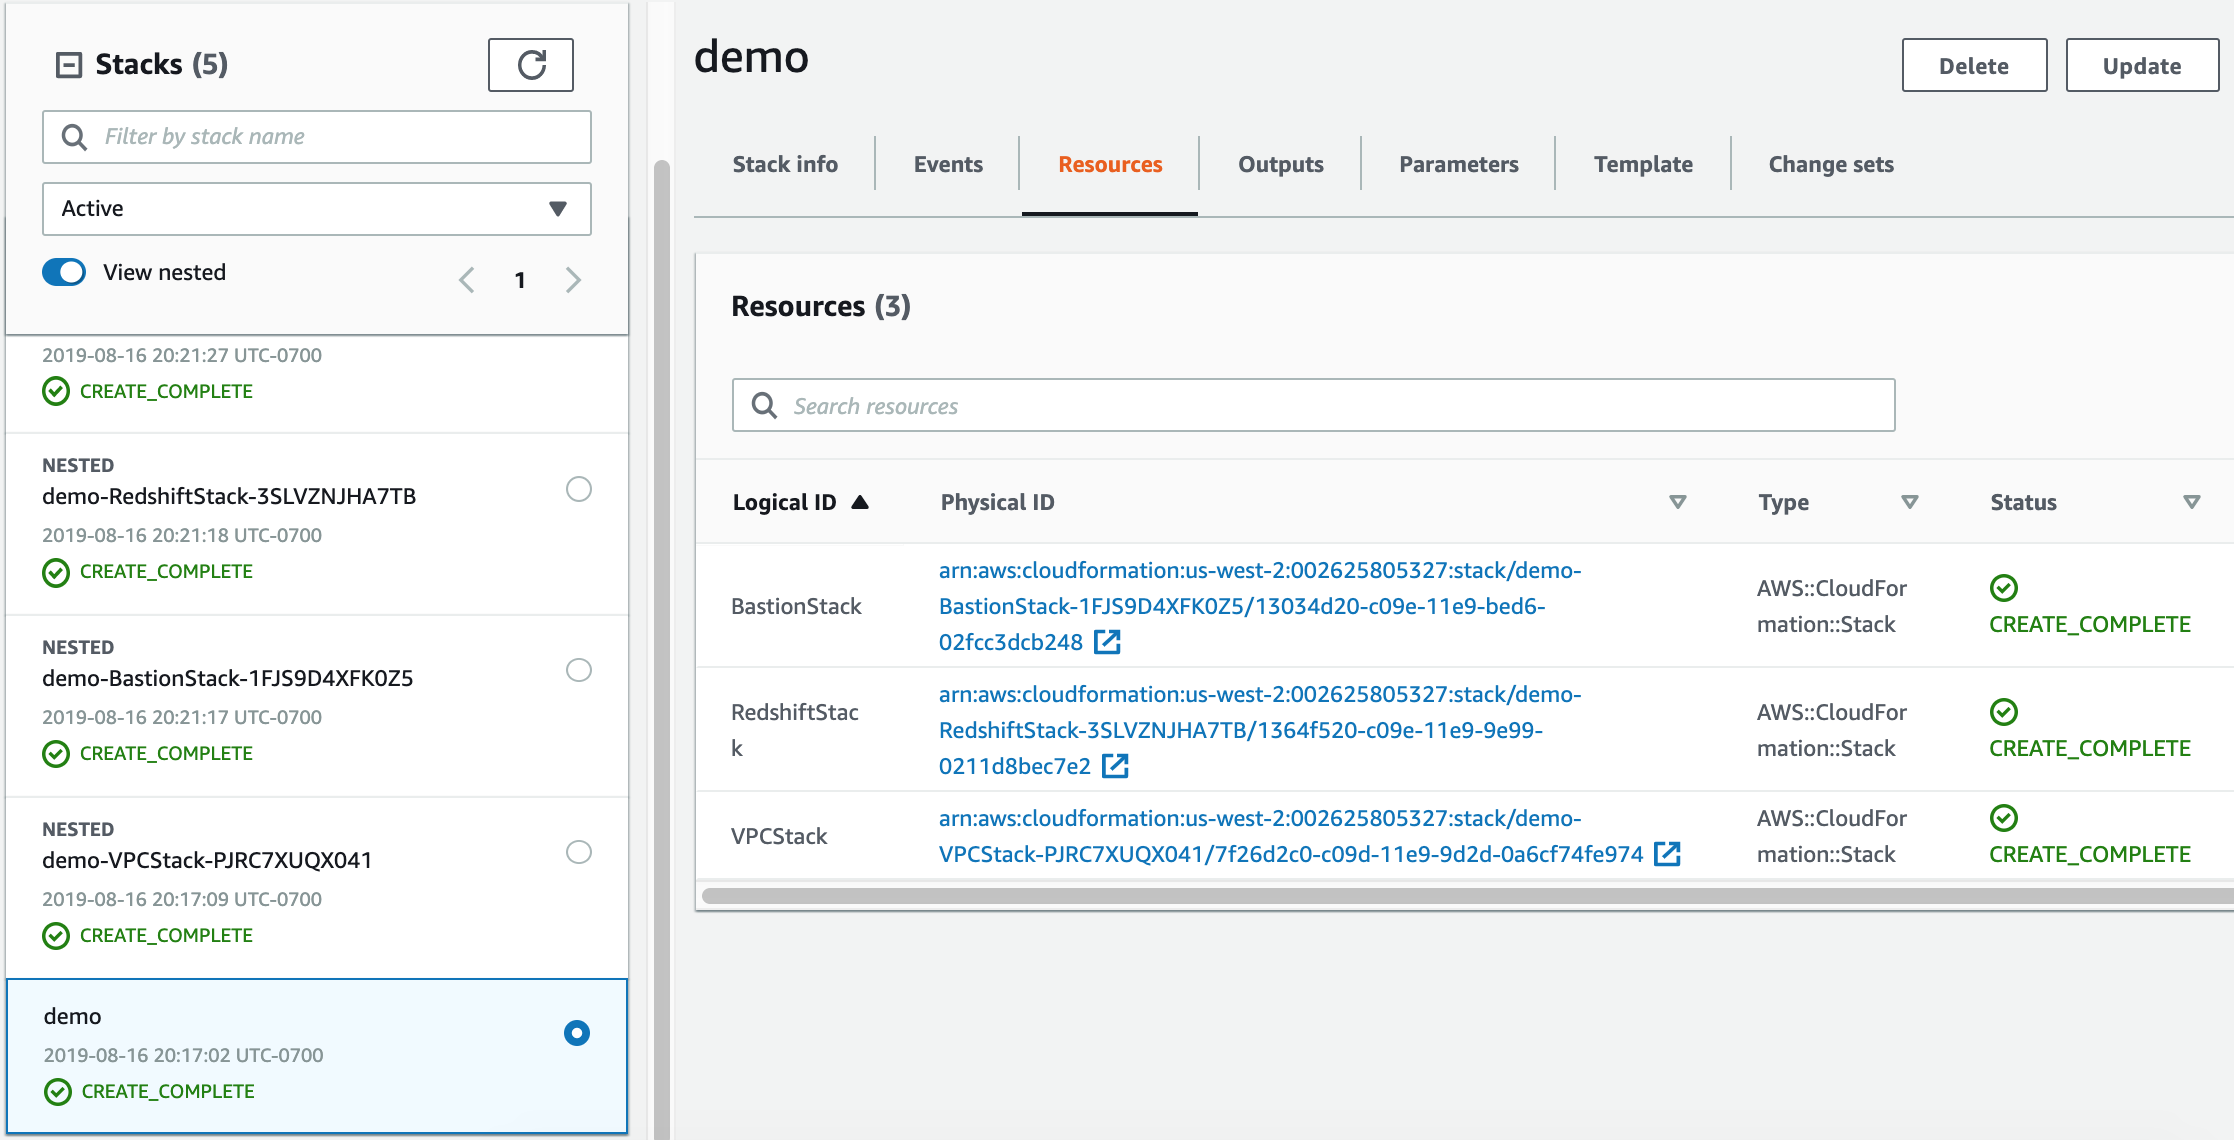 Stacks (5)
Filter by stack name
Active
View nested
1
2019-08-16 20:21:27 UTC-0700
CREATE_COMPLETE
NESTED
demo-RedshiftStack-3SLVZNJHA7TB
2019-08-16 20:21:18 UTC-0700
CREATE_COMPLETE
NESTED
demo-BastionStack-1FJS9D4XFK0Z5
2019-08-16 20:21:17 UTC-0700
CREATE_COMPLETE
NESTED
demo-VPCStack-PJRC7XUQX041
2019-08-16 20:17:09 UTC-0700
CREATE_COMPLETE
demo
2019-08-16 20:17:02 UTC-0700
CREATE_COMPLETE
demo
Delete
Update
Stack info
Events
Resources
Outputs
Parameters
Template
Change sets
Resources (3)
Search resources
Logical ID
Physical ID
Type
Status
BastionStack
arn:aws:cloudformation:us-west-2:002625805327:stack/demo-
BastionStack-1FJS9D4XFK0Z5/13034d20-c09e-11e9-bed6-
02fcc3dcb248
AWS::CloudFor
mation::Stack
CREATE_COMPLETE
RedshiftStac
k
arn:aws:cloudformation:us-west-2:002625805327:stack/demo-
RedshiftStack-3SLVZNJHA7TB/1364f520-c09e-11e9-9e99-
0211d8bec7e2
AWS::CloudFor
mation::Stack
CREATE_COMPLETE
VPCStack
arn:aws:cloudformation:us-west-2:002625805327:stack/demo-
VPCStack-PJRC7XUQX041/7f26d2c0-c09d-11e9-9d2d-0a6cf74fe974
AWS::CloudFor
mation::Stack
CREATE_COMPLETE